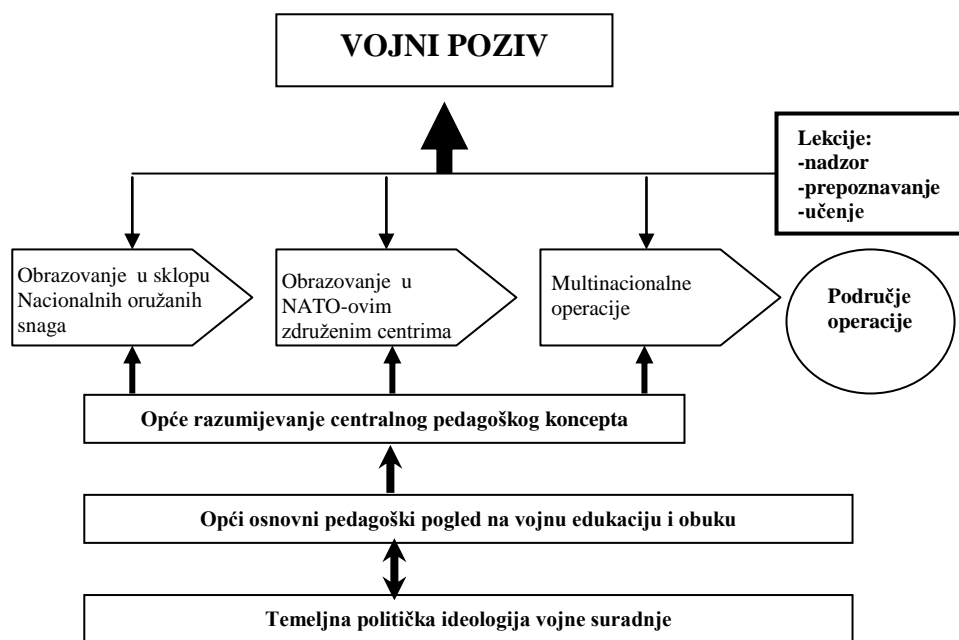 VOJNI POZIV
Lekcije:
-nadzor
-prepoznavanje
-učenje
Obrazovanje u sklopu
Nacionalnih oružanih
snaga
Obrazovanje u
NATO-ovim
združenim centrima
Multinacionalne
operacije
Područje
operacije
Opće razumijevanje centralnog pedagoškog koncepta
Opći osnovni pedagoški pogled na vojnu edukaciju i obuku
Temeljna politička ideologija vojne suradnje